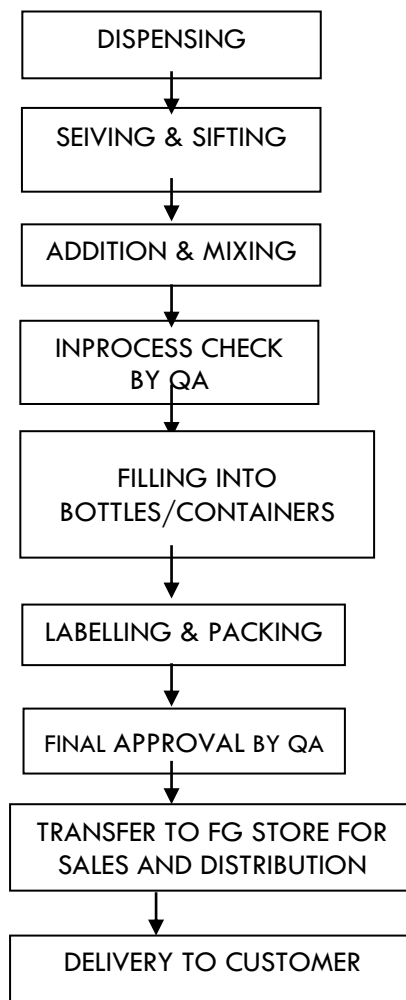 DISPENSING
SEIVING & SIFTING
ADDITION & MIXING
INPROCESS CHECK
BY QA
FILLING INTO
BOTTLES/CONTAINERS
LABELLING & PACKING
FINAL APPROVAL BY QA
TRANSFER TO FG STORE FOR
SALES AND DISTRIBUTION
DELIVERY TO CUSTOMER